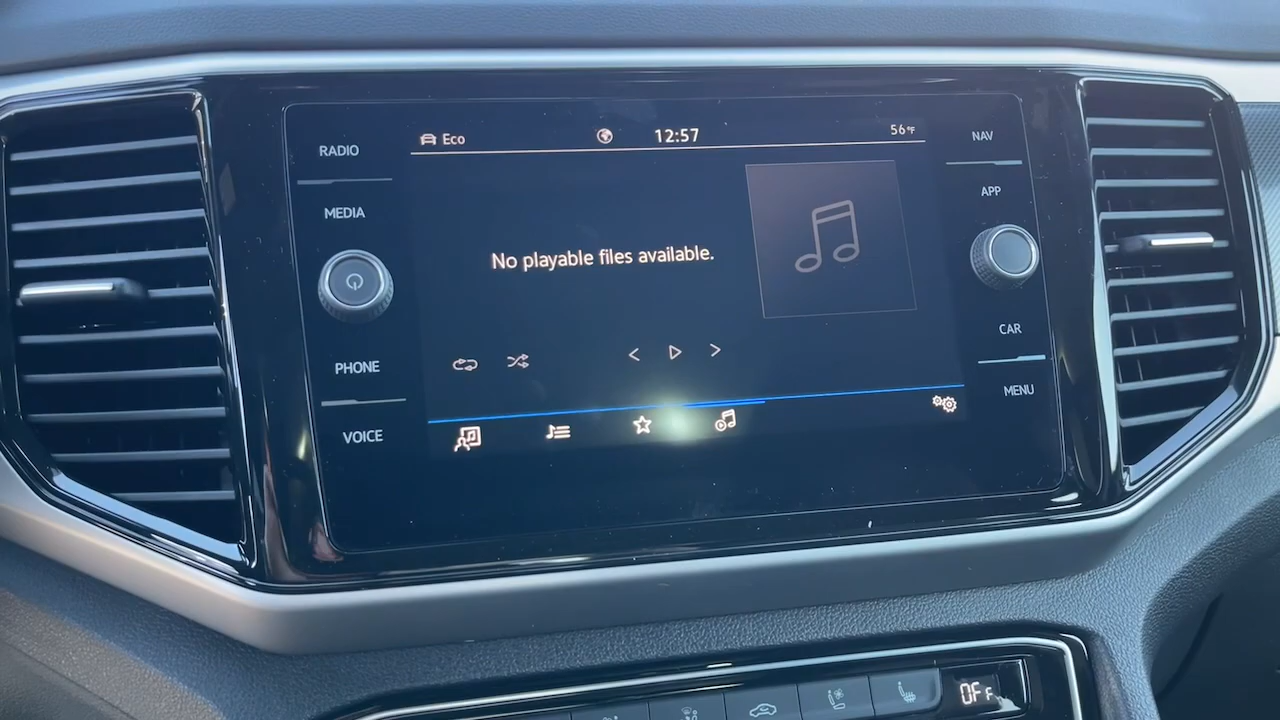 RADIO
MEDIA
PHONE
VOICE
Eco
12:57
56°F
No playable files available.
NAV
APP
CAR
MENU
OFF